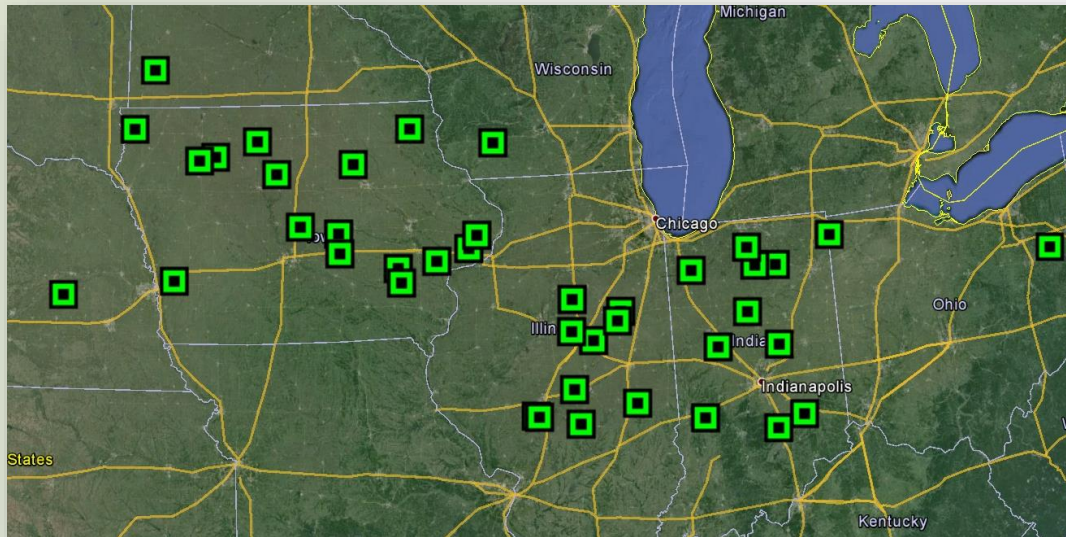 Michigan
Wisconsin
Chicago
Ohio
Illin
India
Indianapolis
States
Kentucky